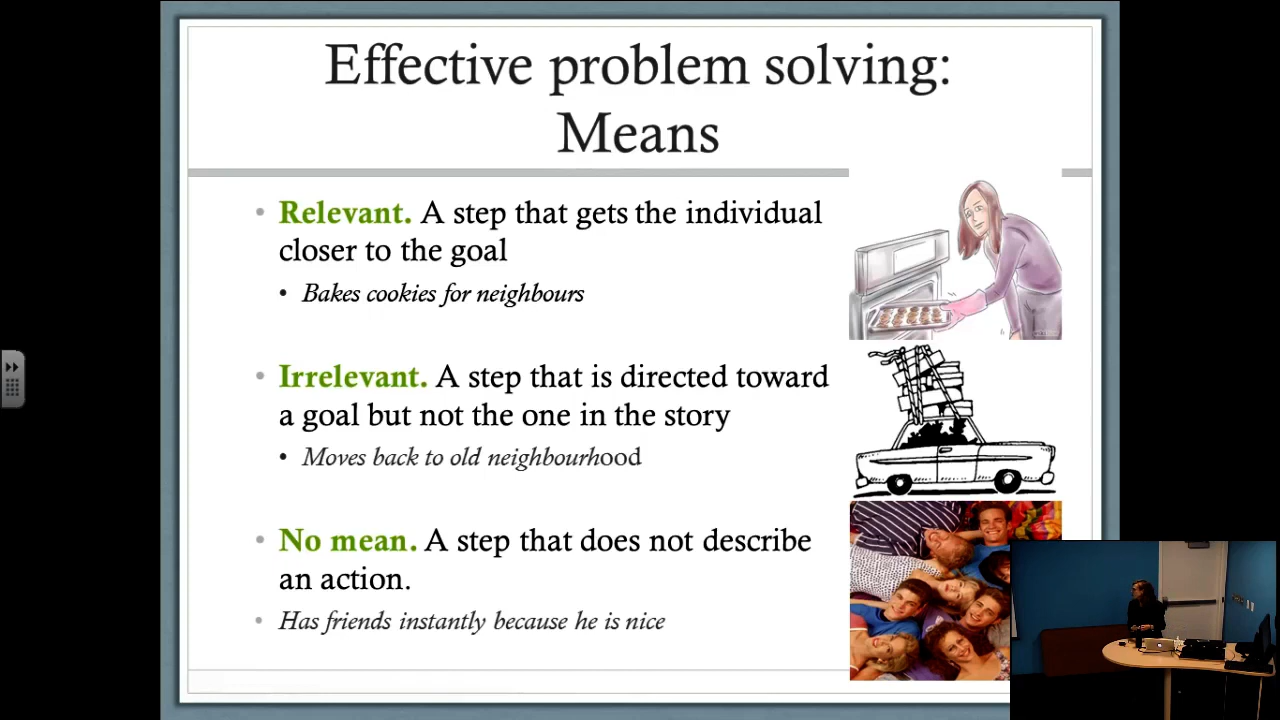 Effective problem solving:
Means
• Relevant. A step that gets the individual
closer to the goal
• Bakes cookies for neighbours
• Irrelevant. A step that is directed toward
a goal but not the one in the story
• Moves back to old neighbourhood
• No mean. A step that does not describe
an action.
• Has friends instantly because he is nice